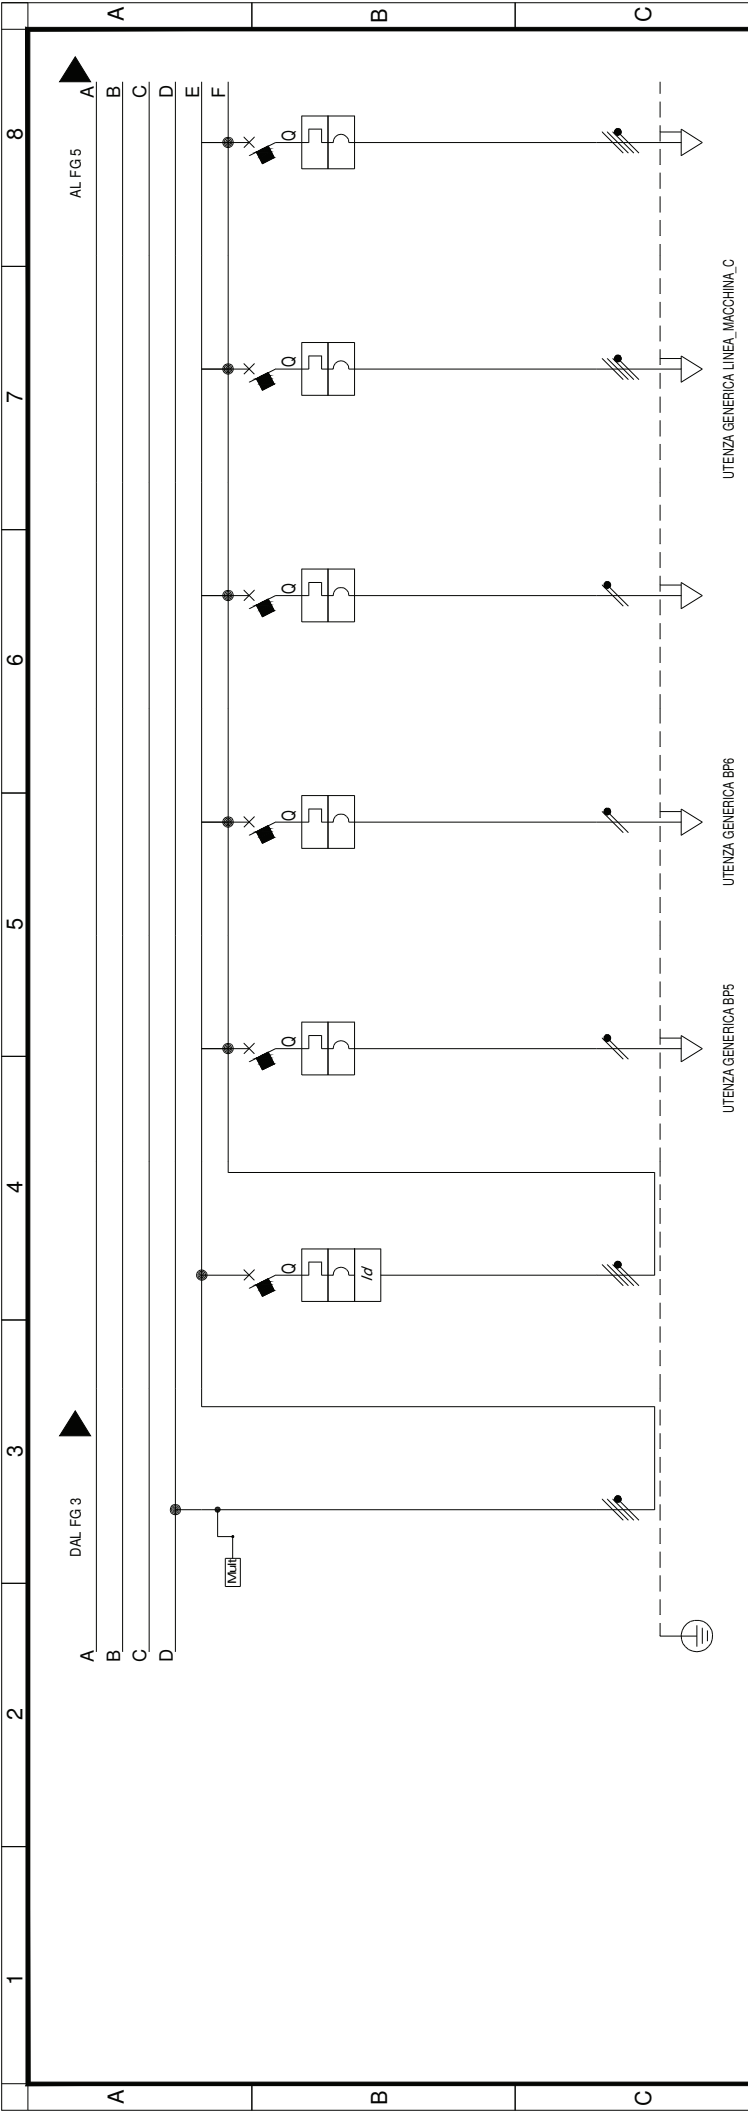 1
2
3
4
5
6
7
8
A
A
B
B
C
C
DAL FG 3
AL FG 5
A
A
B
B
C
C
D
D
E
F
Mult
Q
Q
Q
Q
Q
Q
Id
UTENZA GENERICA BP5
UTENZA GENERICA BP6
UTENZA GENERICA LINEA_MACCHINA_C